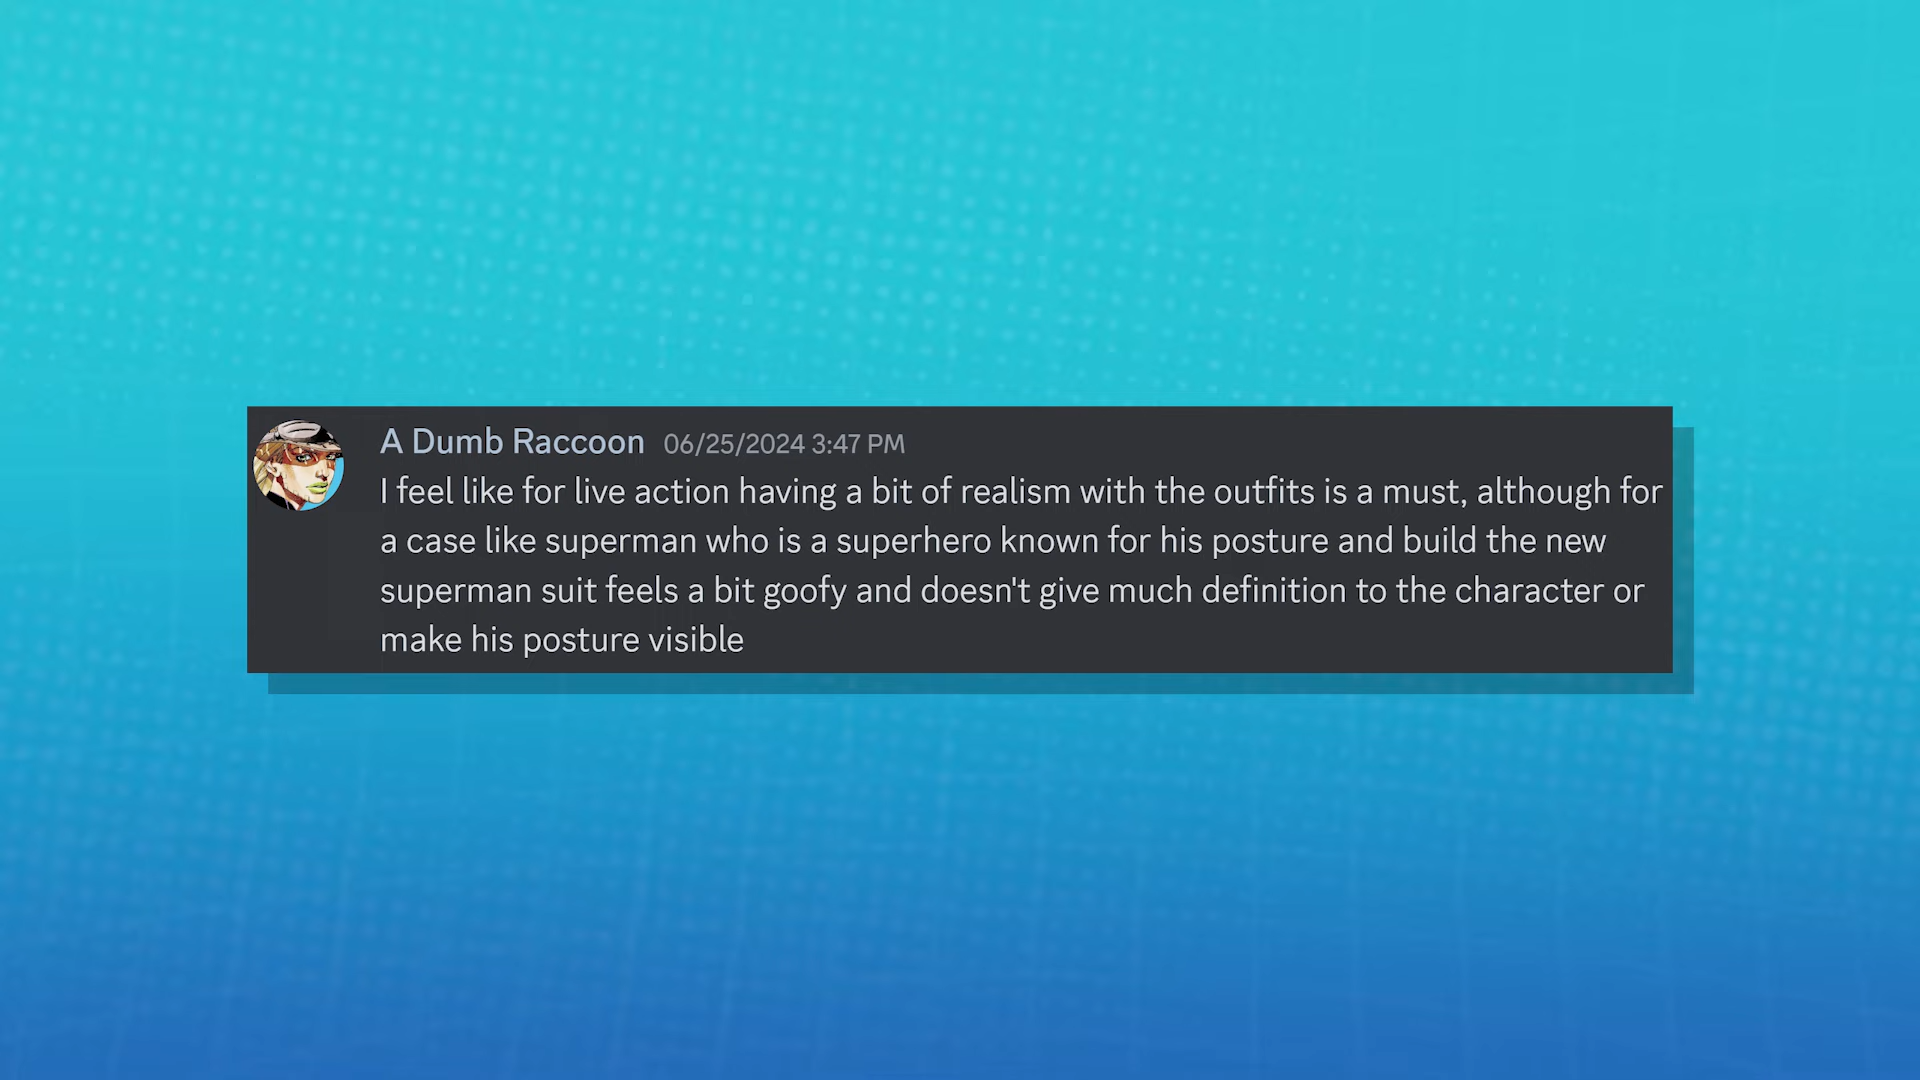 A Dumb Raccoon 06/25/2024 3:47 PM
I feel like for live action having a bit of realism with the outfits is a must, although for
a case like superman who is a superhero known for his posture and build the new
superman suit feels a bit goofy and doesn't give much definition to the character or
make his posture visible